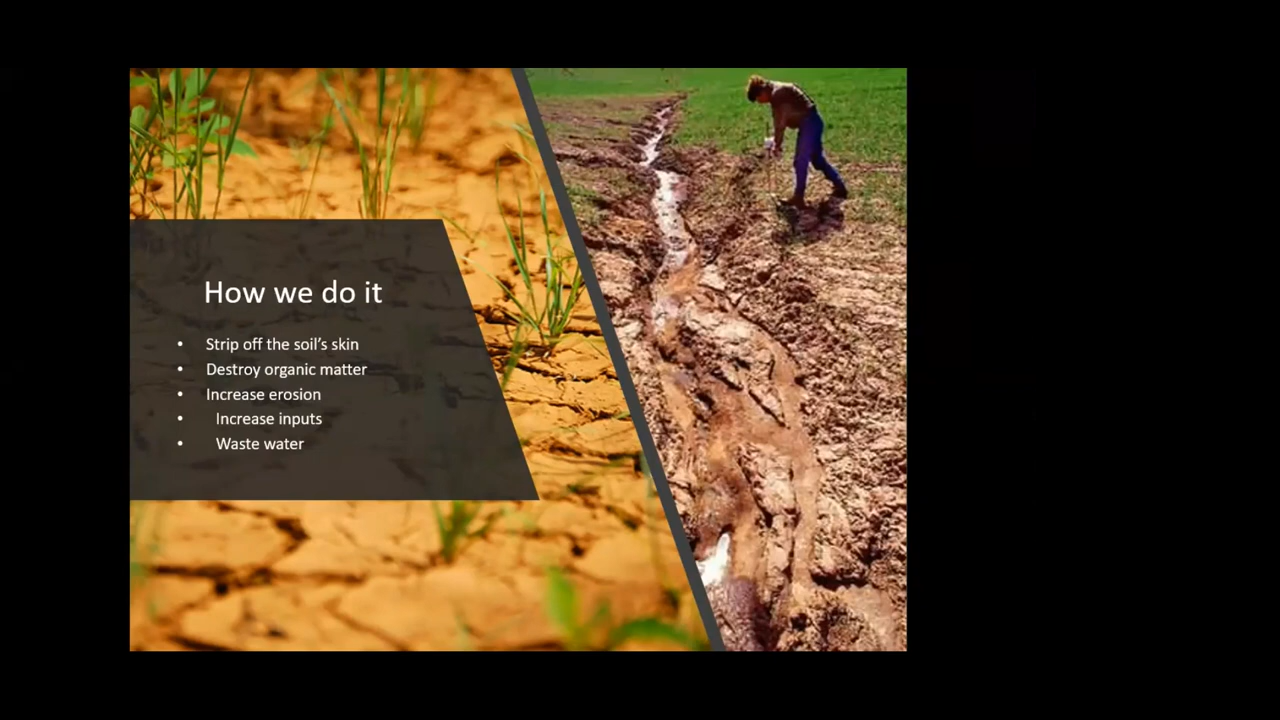 How we do it
• Strip off the soil’s skin
• Destroy organic matter
• Increase erosion
• Increase inputs
• Waste water